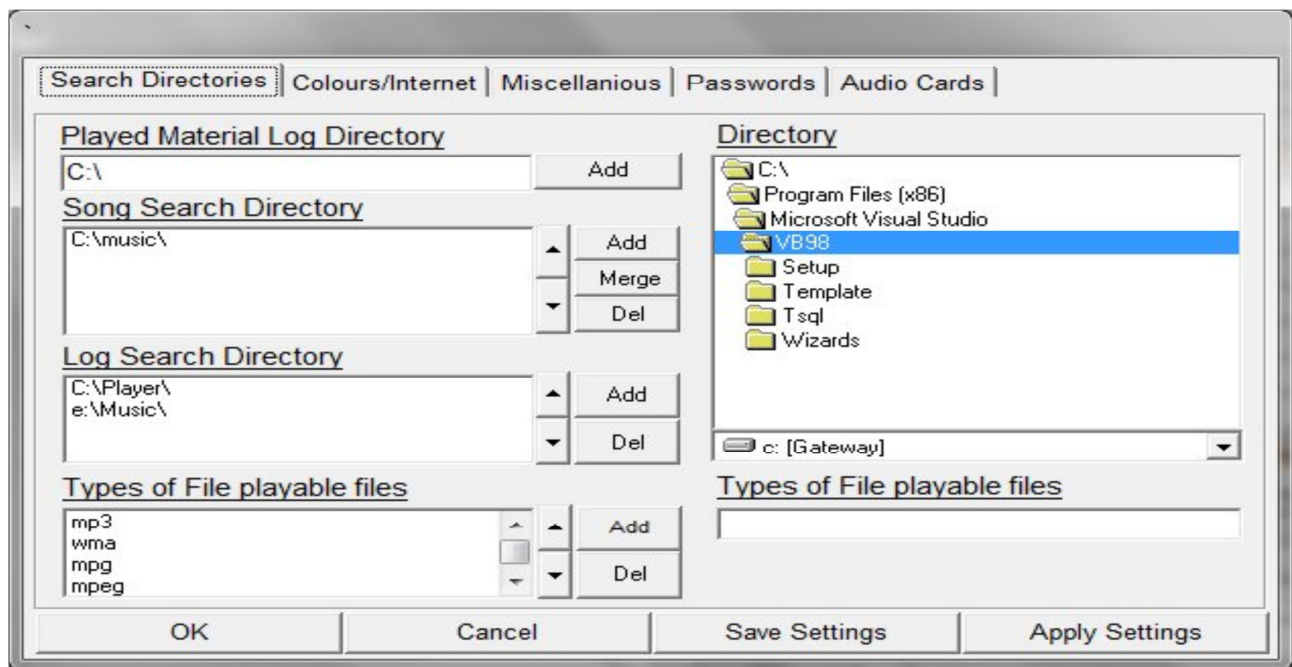 Search Directories
Colours/Internet
Miscellanious
Passwords
Audio Cards
Played Material Log Directory
C:\
Add
Song Search Directory
C:\music\
Add
Merge
Del
Log Search Directory
C:\Player\
e:\Music\
Add
Del
Types of File playable files
mp3
wma
mpg
mpeg
Add
Del
Directory
C:\
Program Files (x86)
Microsoft Visual Studio
VB98
Setup
Template
Tsql
Wizards
c: [Gateway]
Types of File playable files
OK
Cancel
Save Settings
Apply Settings